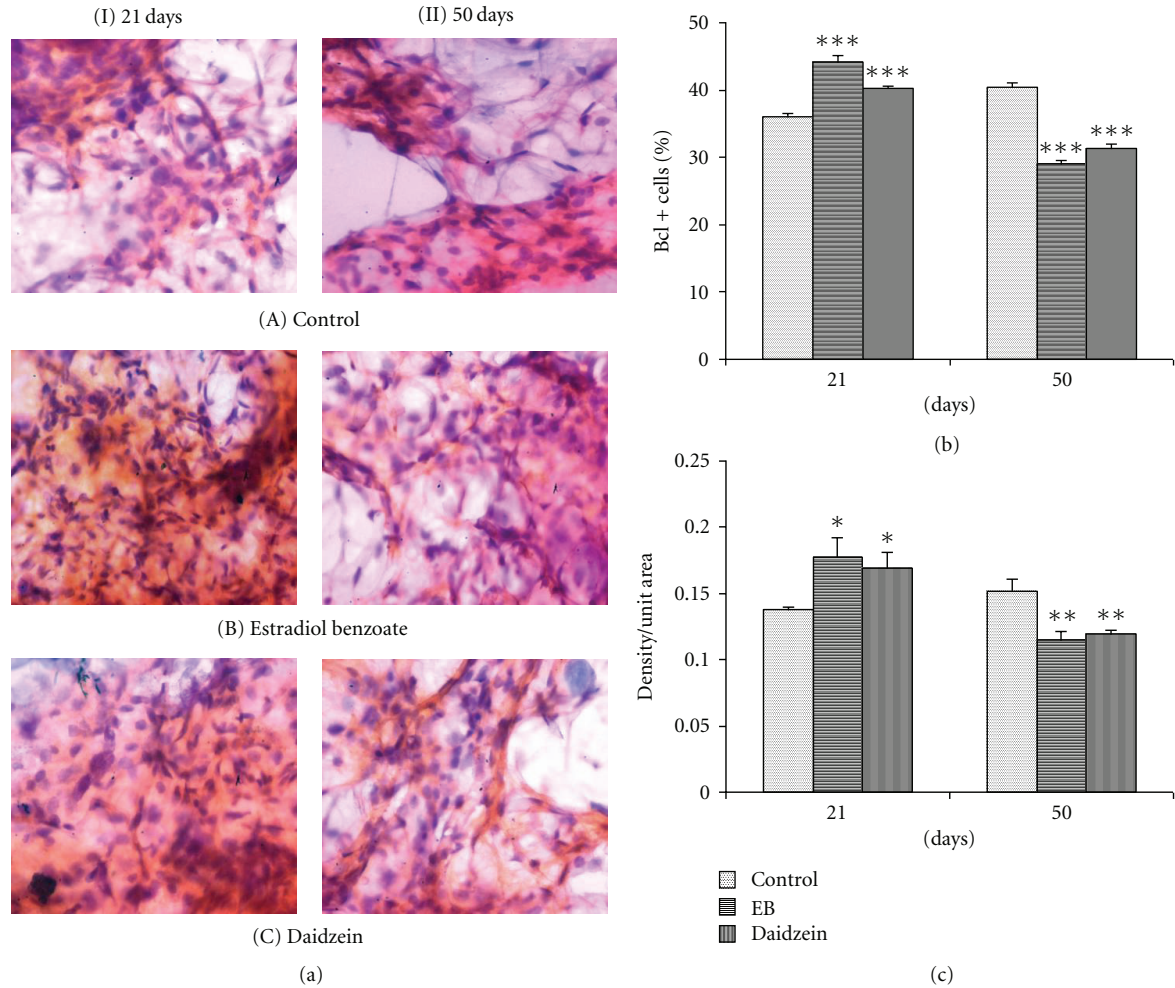 (I) 21 days
(II) 50 days
(A) Control
(B) Estradiol benzoate
(C) Daidzein
(a)
50
40
30
20
10
0
Bcl + cells (%)
***
***
***
***
21
50
(days)
(b)
0.25
0.2
0.15
0.1
0.05
0
Density/unit area
*
*
**
**
21
50
(days)
Control
EB
Daidzein
(c)